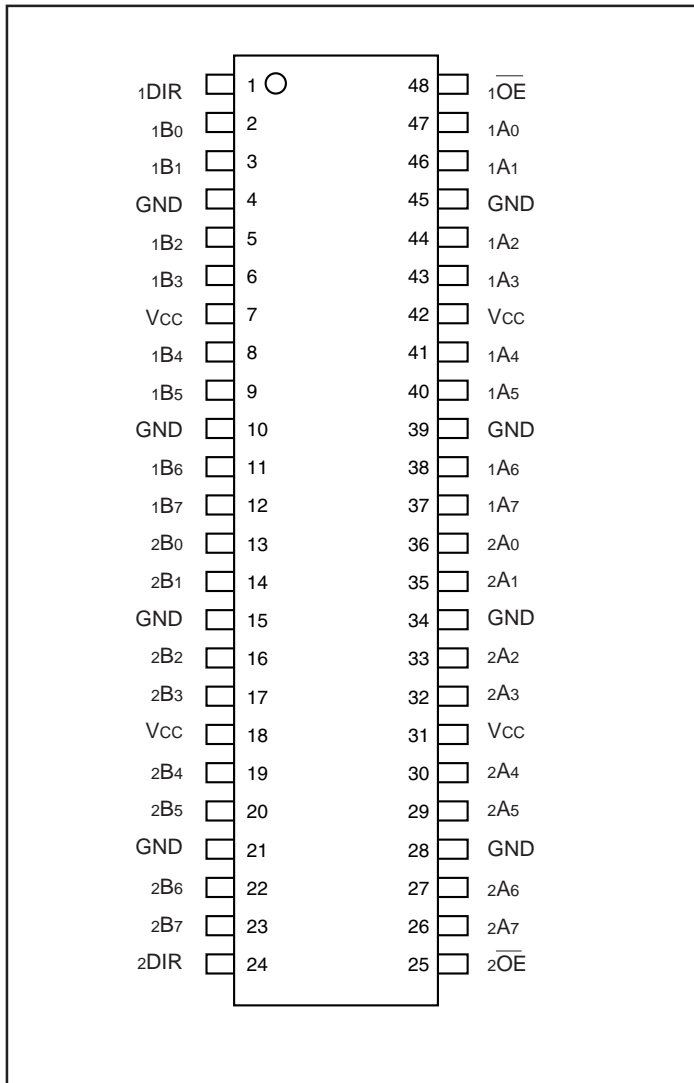 1DIR 1 48 1OE
1B0 2 47 1A0
1B1 3 46 1A1
GND 4 45 GND
1B2 5 44 1A2
1B3 6 43 1A3
VCC 7 42 VCC
1B4 8 41 1A4
1B5 9 40 1A5
GND 10 39 GND
1B6 11 38 1A6
1B7 12 37 1A7
2B0 13 36 2A0
2B1 14 35 2A1
GND 15 34 GND
2B2 16 33 2A2
2B3 17 32 2A3
VCC 18 31 VCC
2B4 19 30 2A4
2B5 20 29 2A5
GND 21 28 GND
2B6 22 27 2A6
2B7 23 26 2A7
2DIR 24 25 2OE